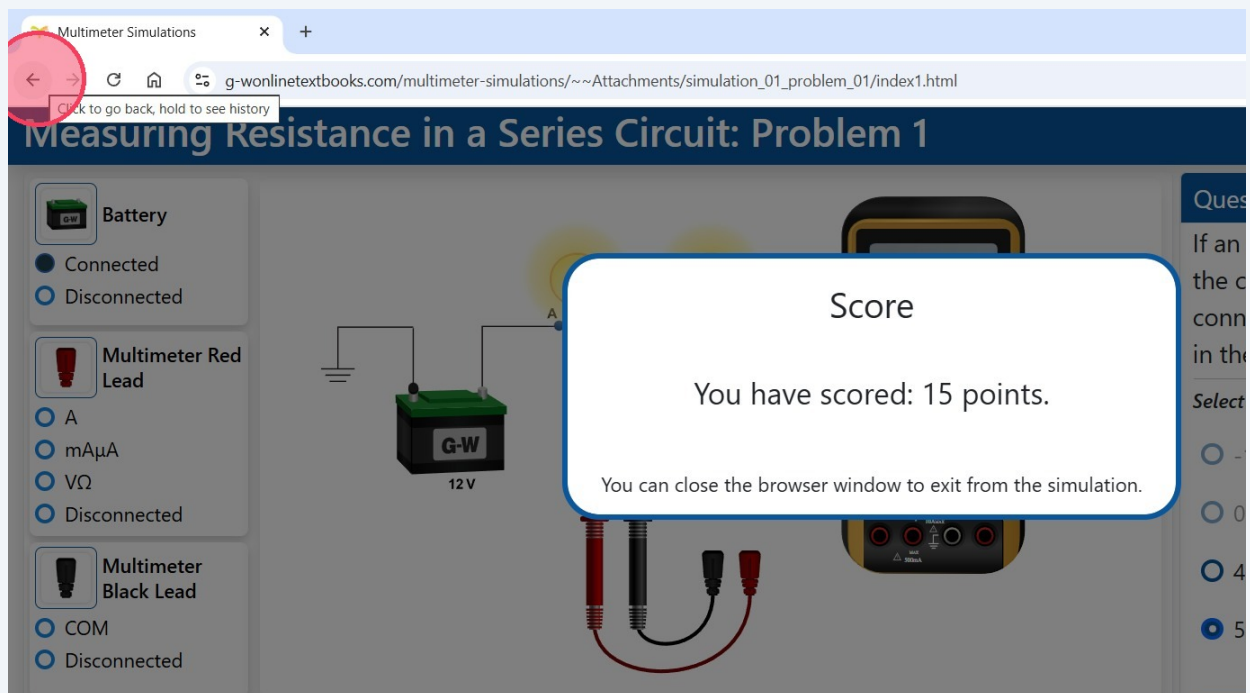 Multimeter Simulations
g-wonlinetextbooks.com/multimeter-simulations/~~Attachments/simulation_01_problem_01/index1.html
Click to go back, hold to see history
Measuring Resistance in a Series Circuit: Problem 1
G-W
Battery
Connected
Disconnected
Multimeter Red
Lead
A
mAµA
VΩ
Disconnected
Multimeter
Black Lead
COM
Disconnected
A
G-W
12 V
Score
You have scored: 15 points.
You can close the browser window to exit from the simulation.
If an
the
in
Select
4
5